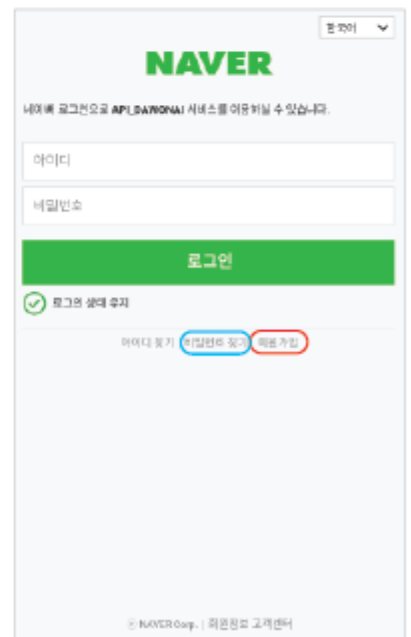 한국어
NAVER
네이버 로그인으로 API_DAWONAI 서비스를 이용하실 수 있습니다.
아이디
비밀번호
로그인
로그인 상태 유지
아이디 찾기 비밀번호 찾기 회원가입
ⓒ NAVER Corp. | 회원정보 고객센터